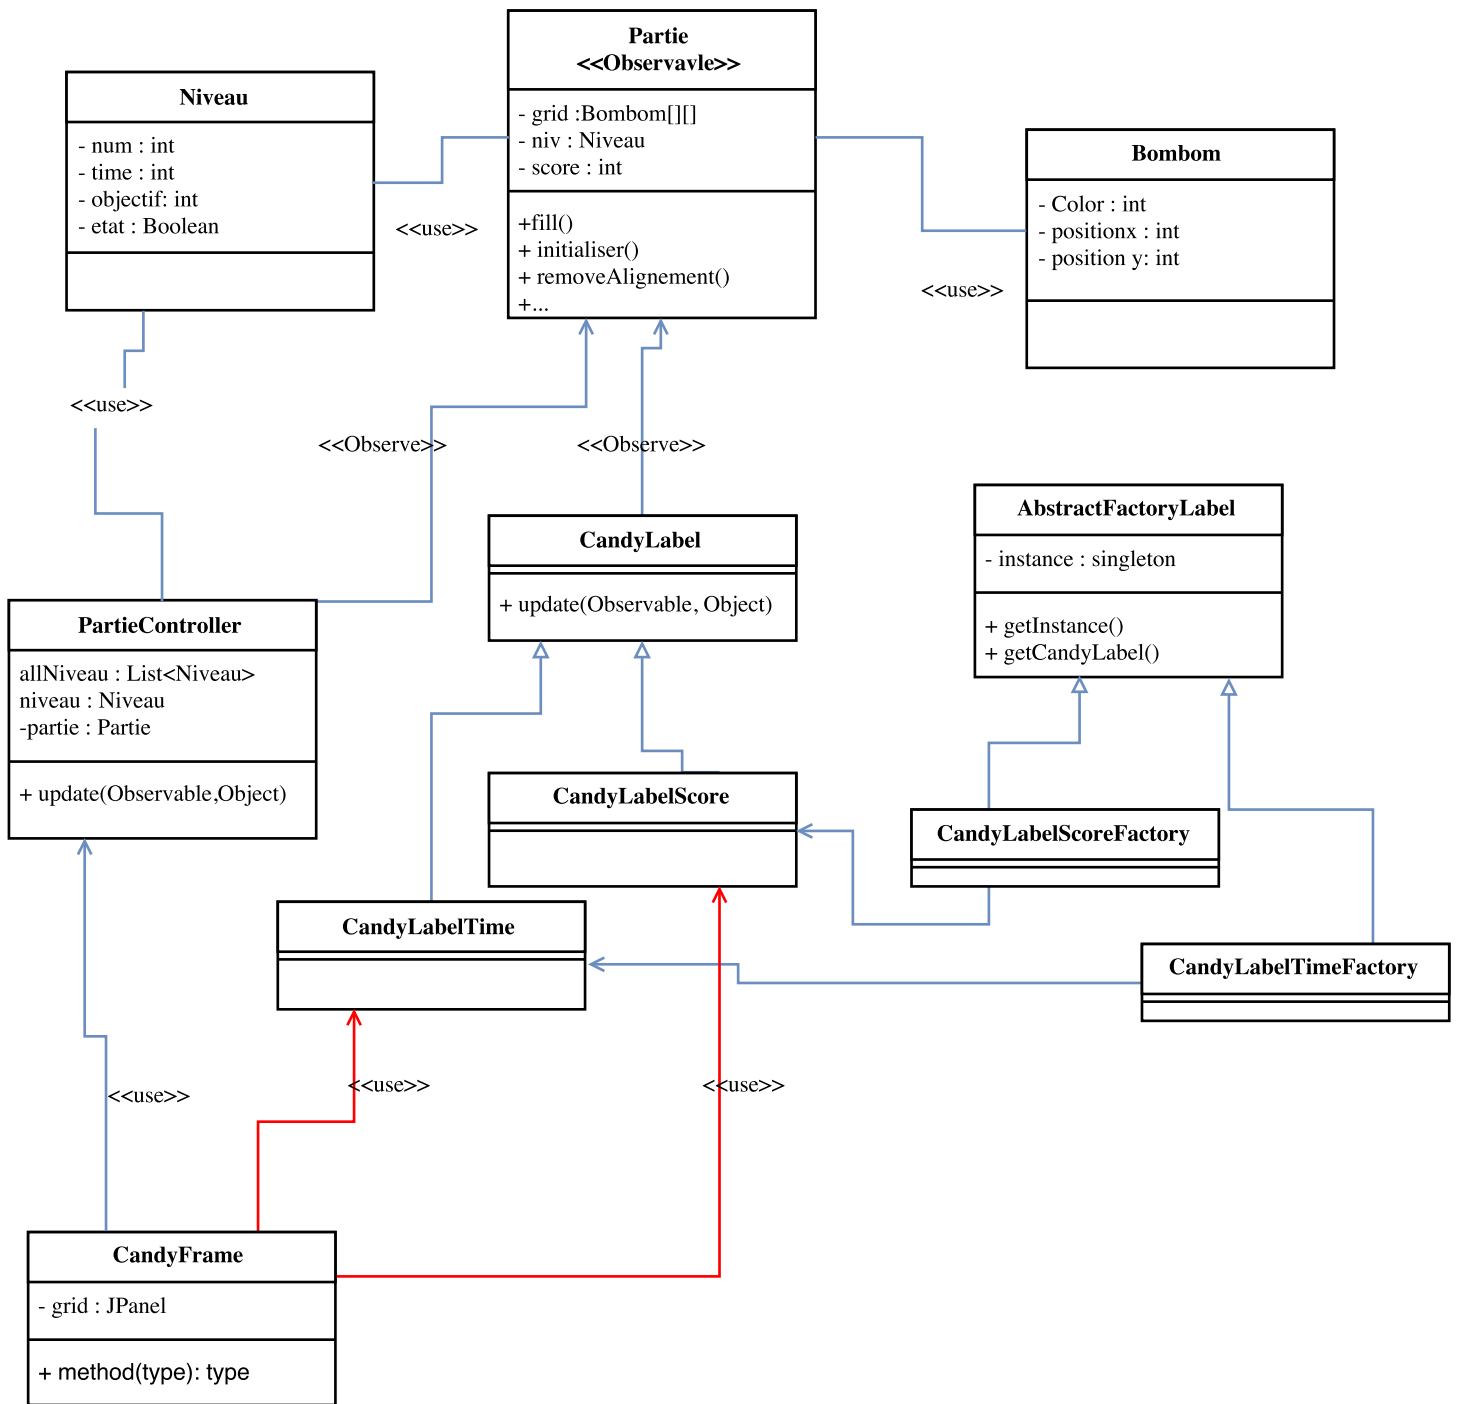 Partie
<<Observavle>>
- grid :Bombom[][]
- niv : Niveau
- score : int
+fill()
+ initialiser()
+ removeAlignement()
+...
Niveau
- num : int
- time : int
- objectif: int
- etat : Boolean
<<use>>
Bombom
- Color : int
- positionx : int
- position y: int
<<use>>
<<use>>
<<Observe>>
<<Observe>>
CandyLabel
+ update(Observable, Object)
AbstractFactoryLabel
- instance : singleton
+ getInstance()
+ getCandyLabel()
PartieController
allNiveau : List<Niveau>
niveau : Niveau
-partie : Partie
+ update(Observable,Object)
CandyLabelScore
CandyLabelScoreFactory
CandyLabelTime
CandyLabelTimeFactory
<<use>>
<<use>>
<<use>>
CandyFrame
- grid : JPanel
+ method(type): type